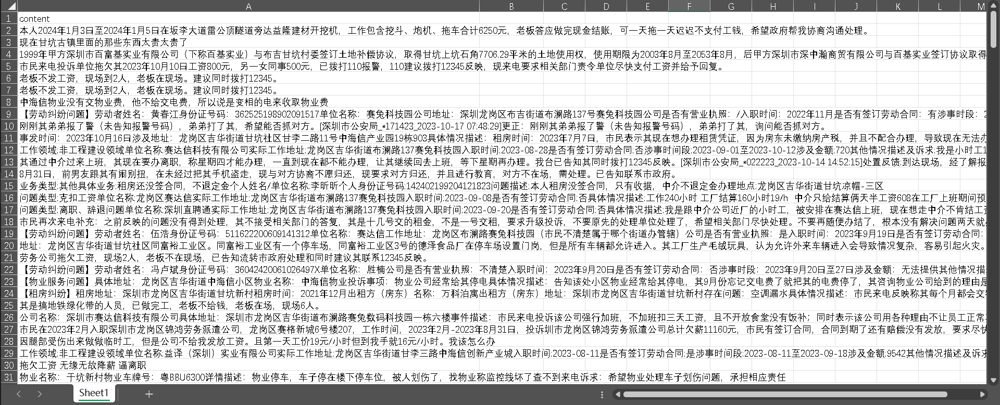 A B C D E F G H I J K L M
1 content
2 本人2024年1月3日至2024年1月5日在坂李大道雷公顶隧道旁达益隆建材开挖机，工作包含挖斗、炮机、拖车合计6250元，老板答应做完现金结账，可一天拖一天迟迟不支付工钱，希望政府帮我协商沟通处理。
3 现在甘坑古镇里面的那些东西太贵太贵了
4 1999年甲方深圳市百富基实业有限公司（下称百基实业）与布吉甘坑村委签订土地补偿协议，取得甘坑上坑石角7706.29平米的土地使用权，使用期限为2003年8月至2053年8月，后甲方深圳市深中瀚商贸有限公司与百基实业签订协议取得
5 市民来电投诉单位拖欠其2023年10月10日工资800元，另一女同事500元，已拨打110报警，110建议拨打12345反映，现来电要求相关部门责令单位尽快支付工资并给予回复。
6 老板不发工资，现场到2人，老板在现场。建议同时拨打12345。
7 老板不发工资，现场到2人，老板在现场。建议同时拨打12345。
8 中海信物业没有交物业费，他不给交电费，所以说是变相的电来收取物业费
9 【劳动纠纷问题】劳动者姓名：黄春江身份证号码：362525198902091517单位名称：赛兔科技园公司地址：深圳龙岗区布吉街道布澜路137号赛兔科技园公司是否有营业执照：/入职时间：2022年11月是否有签订劳动合同：有涉事时段：2
10 刚刚其弟弟报了警（未告知报警号码），弟弟打了其，希望能否抓对方。[深圳市公安局_*171423_2023-10-17 07:48:29]更正：刚刚其弟弟报了警（未告知报警号码），弟弟打了其，询问能否抓对方。
11 事发时间：2023年10月16日涉及地址：龙岗区吉华街道甘坑社区甘李二路11号中海信产业园19栋903具体情况描述：租房时间：2023年7月7日，市民表示其现在想办理租赁凭证，因为房东未缴纳房产税，并且不配合办理，导致现在无法办
12 工作领域:非工程建设领域单位名称:赛达信科技有限公司实际工作地址:龙岗区吉华街道布澜路137赛兔科技园入职时间:2023-08-28是否有签订劳动合同:否涉事时间段:2023-09-01至2023-10-12涉及金额:720其他情况描述及诉求:我是小时工1
13 其通过中介过来上班，其现在要办离职，称星期四才能办理，一直到现在都不能办理，让其继续回去上班，等下星期再办理。我台已告知其同时拨打12345反映。[深圳市公安局_*022223_2023-10-14 14:52:15]处置反馈:到达现场，经了解报
14 8月31日，前男友跟其有闹别扭，在未经过把其手机盗走，现与对方协商不愿归还，现要求对方归还，并且进行教育，对方不在场，需处理。已告知联系市政府。
15 业务类型:其他具体业务:租房还没签合同，不退定金个人姓名/单位名称:李昕昕个人身份证号码:142402199204121823问题描述:本人租房没签合同，只有收据，中介不退定金办理地点:龙岗区吉华街道甘坑凉帽-三区
16 问题类型:克扣工资单位名称:龙岗区赛达信实际工作地址:龙岗区吉华街道布澜路137赛兔科技园入职时间:2023-09-08是否有签订劳动合同:否具体情况描述:工作240小时 工厂结算160小时19/h  中介只给结算俩天半工资608在工厂上班期间预
17 问题类型:离职、辞退问题单位名称:深圳直聘通实际工作地址:龙岗区吉华街道布澜路137赛兔科技园入职时间:2023-09-20是否有签订劳动合同:否具体情况描述:我是跟中介公司近厂的小时工，被安排在赛达信上班，现在想走中介不肯结工资
18 市民再次来电补充：之前反映的问题没有得到处理，其不接受相关部门的答复，其是十几号交的租金，不是一号交租，要求升级投诉，不要原先的处理单位处理了，希望相关部门尽快处理。不要再随便办结了，根本没有解决问题两天就
19 【劳动纠纷问题】劳动者姓名：伍浩身份证号码：511622200609141312单位名称：赛达信工作地址：龙岗区布澜路赛兔科技园（市民不清楚属于哪个街道办管辖）公司是否有营业执照：是入职时间：2023年9月19日是否有签订劳动合同：
20 地址：龙岗区吉华街道甘坑社区同富裕工业区。同富裕工业区有一个停车场，同富裕工业区3号的德泽食品厂在停车场设置门岗，但是所有车辆都允许进入。其工厂生产毛绒玩具，认为允许外来车辆进入会导致情况复杂，容易引起火灾。
21 劳务公司拖欠工资，现场2人，老板不在现场，已告知流转市政府处理和同时建议其联系12345反映。
22 【劳动纠纷问题】劳动者姓名：冯卢斌身份证号码：36042420061026497X单位名称：胜楠公司是否有营业执照：不清楚入职时间：2023年9月20日是否有签订劳动合同：否涉事时段：2023年9月20日至27日涉及金额：无法提供其他情况描
23 【物业服务问题】具体地址：龙岗区吉华街道中海信小区物业名称：中海信物业投诉事项：物业公司经常给其停电具体情况描述：告知该处小区物业经常给其停电，其9月份忘记交电费了就把其的电费停了，其咨询物业公司给到的理由是
24 【租房纠纷】租房地址：深圳市龙岗区吉华街道甘坑新村租房时间：2021年12月出租方（房东）名称：万科泊寓出租方（房东）地址：深圳市龙岗区吉华街道甘坑新村存在问题：空调漏水具体情况描述：市民来电反映称其每个月都会交
25 其是搞地铁绿化带的人员，已做完工，老板不给钱，老板在场，现场6人。
26 公司名称：深圳市赛达信科技有限公司具体地址：深圳市龙岗区吉华街道布澜路赛兔数码科技园一栋六楼事件描述：市民来电投诉该公司强行加班，不加班扣三天工资，且不开放食堂没有饭补；同时表示该公司用各种理由不让员工正常
27 市民在2023年2月入职深圳市龙岗区锦鸿劳务派遣公司，龙岗区赛格新城6号楼207，工作时间，2023年2月-2023年8月31日，投诉圳市龙岗区锦鸿劳务派遣公司总计欠薪11160元，市民有签订合同，合同到期了还有赔偿没有发放，要求尽快
28 因腿部受伤出来做做临时工，但是公司不给我发放工资。且第一天工价19元/小时但到我手就16元/小时。我该怎么办
29 工作领域:非工程建设领域单位名称:益译（深圳）实业有限公司实际工作地址:龙岗区吉华街道甘李三路中海信创新产业城入职时间:2023-08-11是否有签订劳动合同:是涉事时间段:2023-08-11至2023-09-18涉及金额:9542其他情况描述及诉求
30 拖欠工资 无缘无故降薪 逼离职
31 物业名称：于坑新村物业车牌号：粤BBU6300详情描述：物业停车，车子停在楼下停车位，被人划伤了，找物业称监控线坏了查不到来电诉求：希望物业处理车子划伤问题，承担相应责任
Sheet1